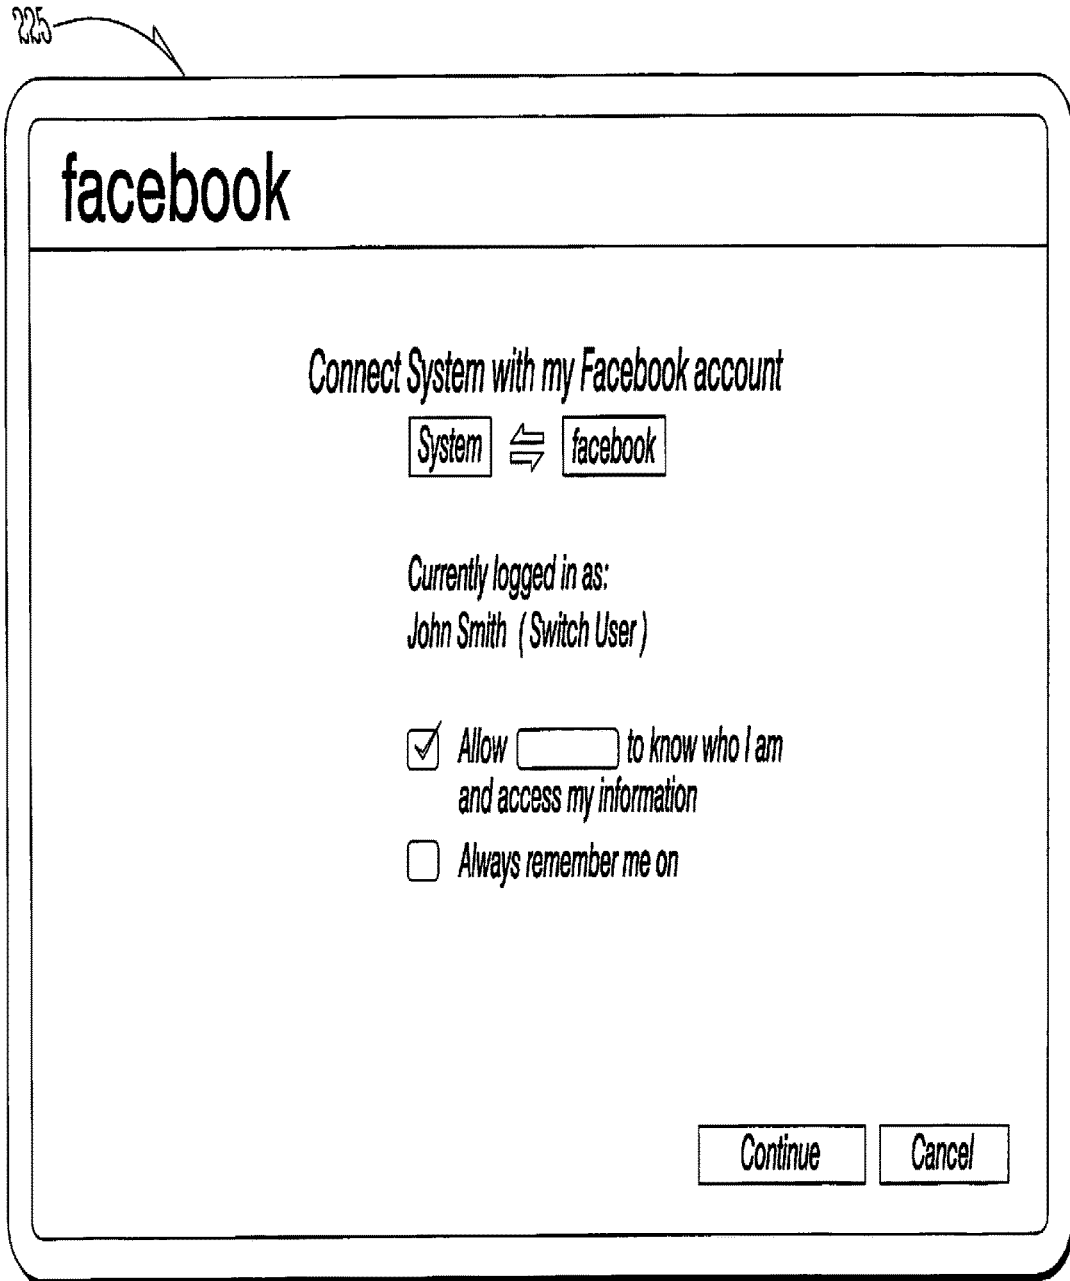 225
facebook
Connect System with my Facebook account
System facebook
Currently logged in as:
John Smith (Switch User)
Allow to know who I am
and access my information
Always remember me on
Continue Cancel